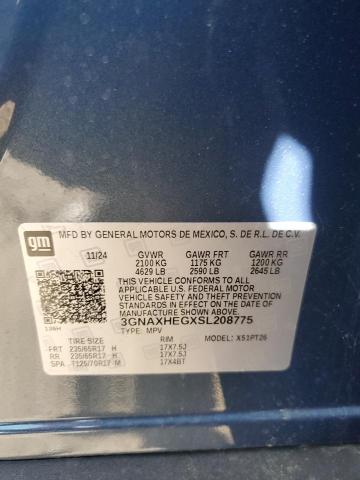 gm
MFD BY GENERAL MOTORS DE MEXICO, S. DE R.L. DE C.V.
11/24 GVWR GAWR FRT GAWR RR
2100 KG 1175 KG 1200 KG
4629 LB 2590 LB 2645 LB
THIS VEHICLE CONFORMS TO ALL APPLICABLE U.S.
FEDERAL MOTOR VEHICLE SAFETY AND THEFT PREVENTION
STANDARDS IN EFFECT ON THE DATE OF MANUFACTURE
SHOWN ABOVE.
3GNAXHEGXSL208775
TYPE: MPV
MODEL: X51PT26
TIRE SIZE RIM
FRT 235/65R17 H 17X7.5J
RR 235/65R17 H 17X7.5J
SPA T125/70R17 M 17X4BT